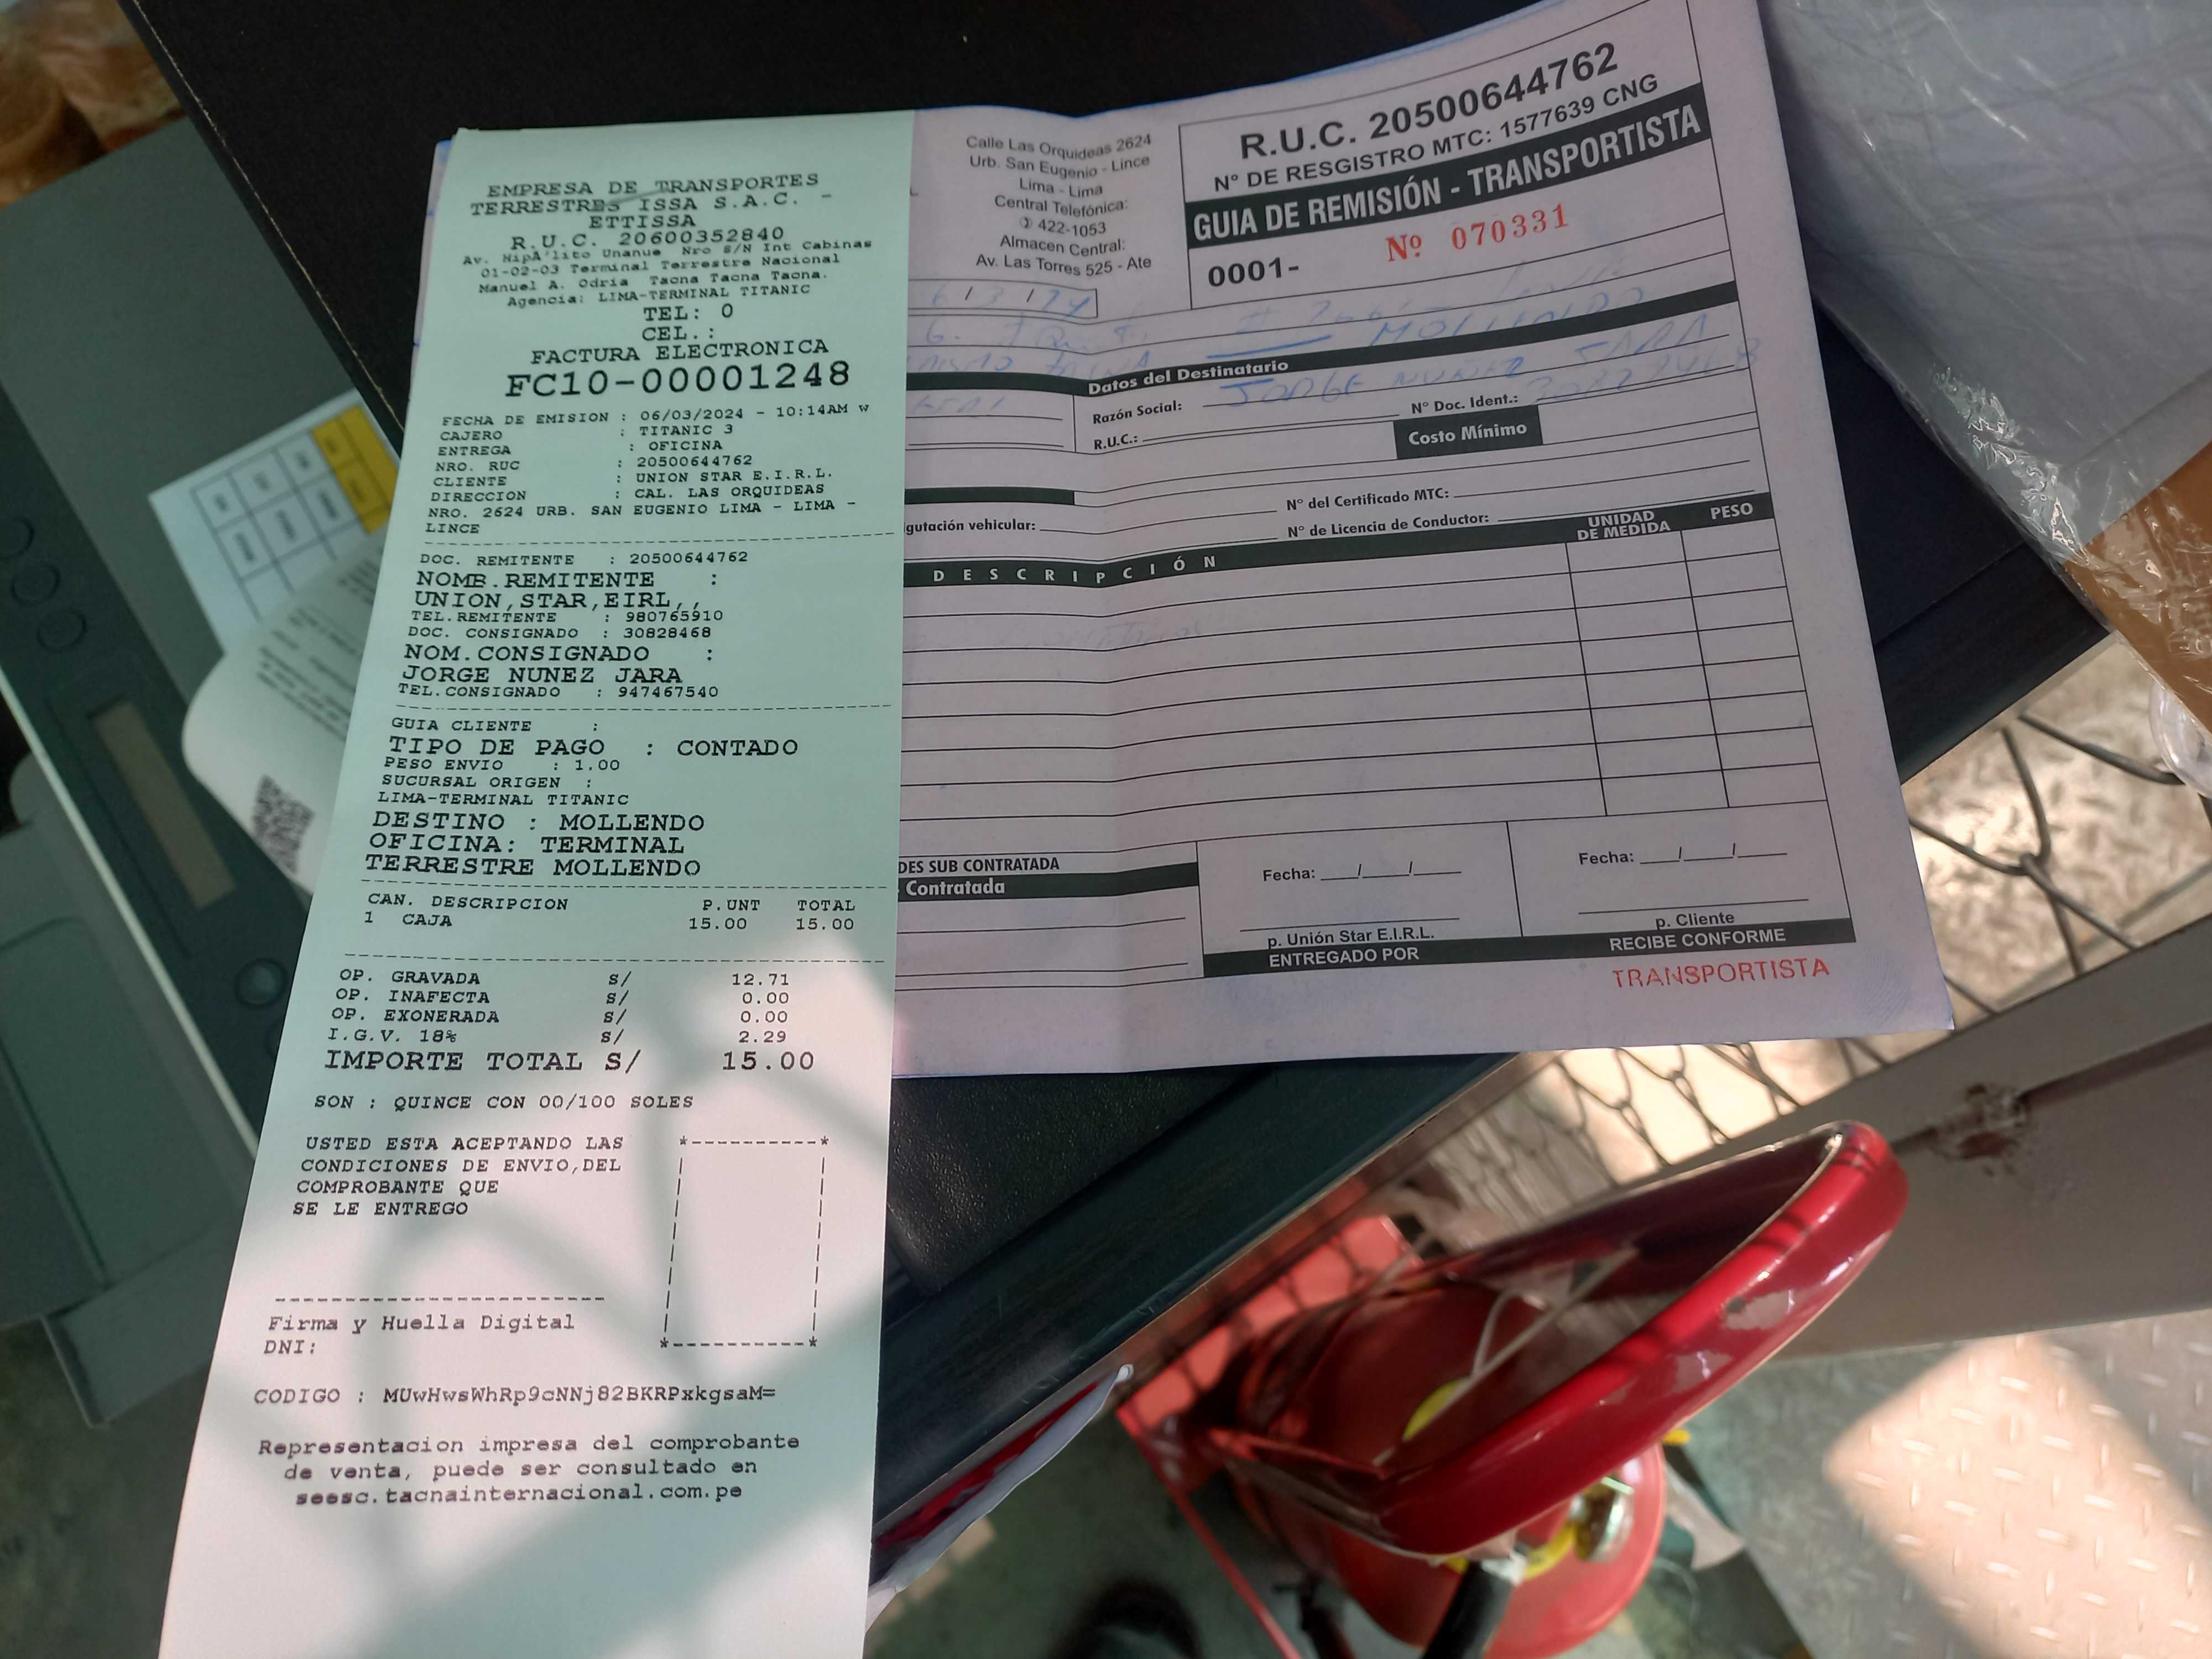 EMPRESA DE TRANSPORTES
TERRESTRES ISSA S.A.C. -
ETTISSA
R.U.C. 20600352840
Av. HipA'lito Unanue Nro S/N Int Cabinas
01-02-03 Terminal Terrestre Nacional
Manuel A. Odria Tacna Tacna Tacna.
Agencia: LIMA-TERMINAL TITANIC
TEL: 0
CEL.:
FACTURA ELECTRONICA
FC10-00001248
FECHA DE EMISION : 06/03/2024 - 10:14AM w
CAJERO : TITANIC 3
ENTREGA : OFICINA
NRO. RUC : 20500644762
CLIENTE : UNION STAR E.I.R.L.
DIRECCION : CAL. LAS ORQUIDEAS
NRO. 2624 URB. SAN EUGENIO LIMA - LIMA -
LINCE
DOC. REMITENTE : 20500644762
NOMB.REMITENTE :
UNION,STAR,EIRL,,
TEL.REMITENTE : 980765910
DOC. CONSIGNADO : 30828468
NOM.CONSIGNADO :
JORGE NUNEZ JARA
TEL.CONSIGNADO : 947467540
GUIA CLIENTE :
TIPO DE PAGO : CONTADO
PESO ENVIO : 1.00
SUCURSAL ORIGEN :
LIMA-TERMINAL TITANIC
DESTINO : MOLLENDO
OFICINA: TERMINAL
TERRESTRE MOLLENDO
CAN. DESCRIPCION P.UNT TOTAL
1 CAJA 15.00 15.00
OP. GRAVADA S/ 12.71
OP. INAFECTA S/ 0.00
OP. EXONERADA S/ 0.00
I.G.V. 18% S/ 2.29
IMPORTE TOTAL S/ 15.00
SON : QUINCE CON 00/100 SOLES
USTED ESTA ACEPTANDO LAS
CONDICIONES DE ENVIO,DEL
COMPROBANTE QUE
SE LE ENTREGO
Firma y Huella Digital
DNI:
CODIGO : MUwHwsWhRp9cNNj82BKRPxkgsaM=
Representacion impresa del comprobante
de venta, puede ser consultado en
seesc.tacnainternacional.com.pe
Calle Las Orquideas 2624
Urb. San Eugenio - Lince
Lima - Lima
Central Telefónica:
422-1053
Almacen Central:
Av. Las Torres 525 - Ate
R.U.C. 20500644762
N° DE RESGISTRO MTC: 1577639 CNG
GUIA DE REMISIÓN - TRANSPORTISTA
0001- Nº 070331
6/3/24
MOLLENDO
Datos del Destinatario
Razón Social: JORGE NUÑEZ JARA
R.U.C.: N° Doc. Ident.:
Costo Mínimo
N° del Certificado MTC:
gutación vehicular: N° de Licencia de Conductor:
DESCRIPCIÓN UNIDAD DE MEDIDA PESO
DES SUB CONTRATADA
Contratada
Fecha: ___/___/___
p. Unión Star E.I.R.L.
ENTREGADO POR
Fecha: ___/___/___
p. Cliente
RECIBE CONFORME
TRANSPORTISTA